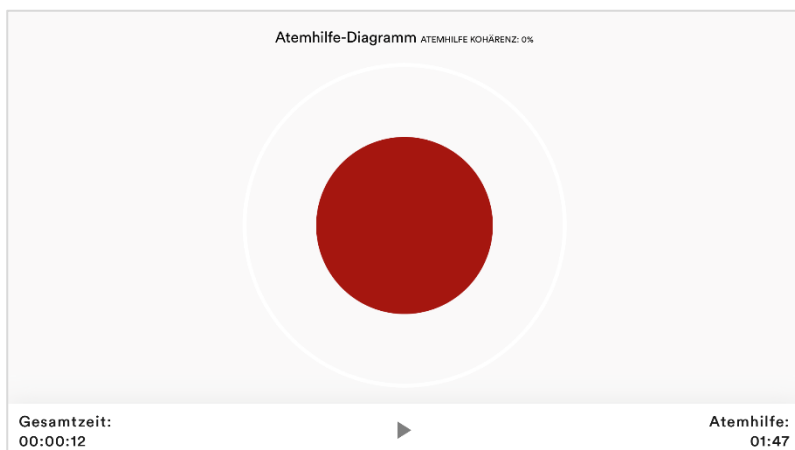 Atemhilfe-Diagramm ATEMHILFE KOHÄRENZ: 0%
Gesamtzeit:
00:00:12
Atemhilfe:
01:47